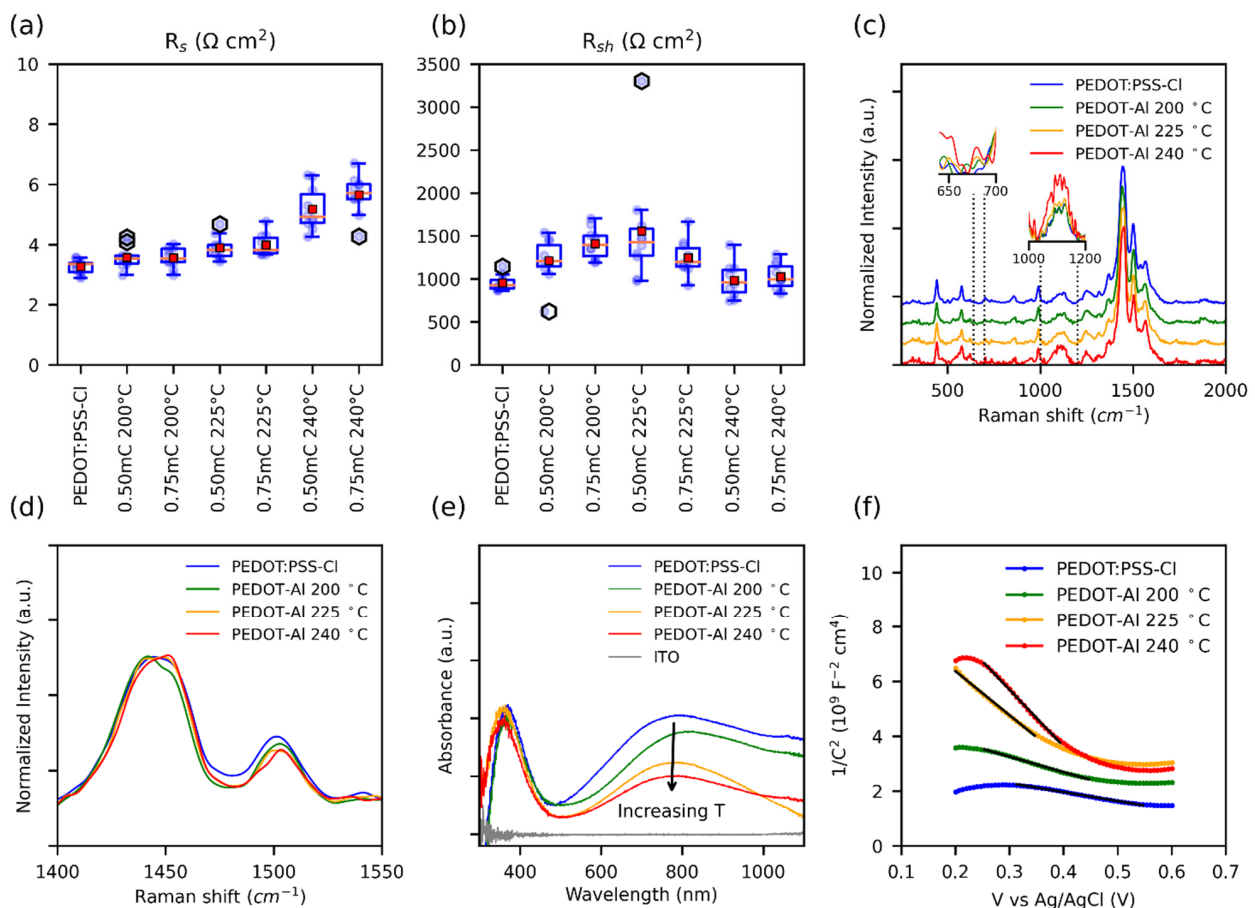 (a)
R_s (Ω cm²)
10
8
6
4
2
0
PEDOT:PSS-Cl
0.50mC 200°C
0.75mC 200°C
0.50mC 225°C
0.75mC 225°C
0.50mC 240°C
0.75mC 240°C
(b)
R_sh (Ω cm²)
3500
3000
2500
2000
1500
1000
500
0
PEDOT:PSS-Cl
0.50mC 200°C
0.75mC 200°C
0.50mC 225°C
0.75mC 225°C
0.50mC 240°C
0.75mC 240°C
(c)
Normalized Intensity (a.u.)
PEDOT:PSS-Cl
PEDOT-Al 200 °C
PEDOT-Al 225 °C
PEDOT-Al 240 °C
650 700
1000 1200
500 1000 1500 2000
Raman shift (cm⁻¹)
(d)
Normalized Intensity (a.u.)
PEDOT:PSS-Cl
PEDOT-Al 200 °C
PEDOT-Al 225 °C
PEDOT-Al 240 °C
1400 1450 1500 1550
Raman shift (cm⁻¹)
(e)
Absorbance (a.u.)
PEDOT:PSS-Cl
PEDOT-Al 200 °C
PEDOT-Al 225 °C
PEDOT-Al 240 °C
ITO
Increasing T
400 600 800 1000
Wavelength (nm)
(f)
1/C² (10⁹ F⁻² cm⁴)
10
8
6
4
2
0
PEDOT:PSS-Cl
PEDOT-Al 200 °C
PEDOT-Al 225 °C
PEDOT-Al 240 °C
0.1 0.2 0.3 0.4 0.5 0.6 0.7
V vs Ag/AgCl (V)